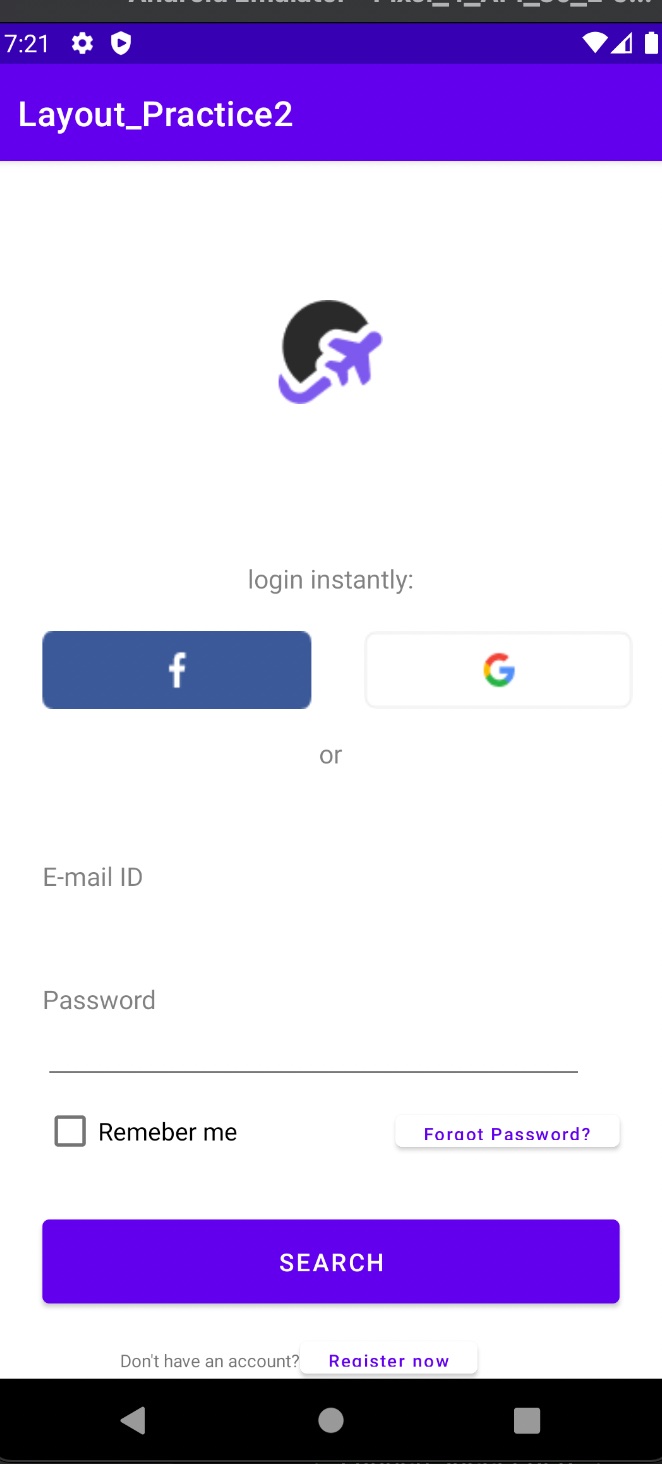 7:21
Layout_Practice2
login instantly:
or
E-mail ID
Password
Remeber me
Forgot Password?
SEARCH
Don't have an account? Register now